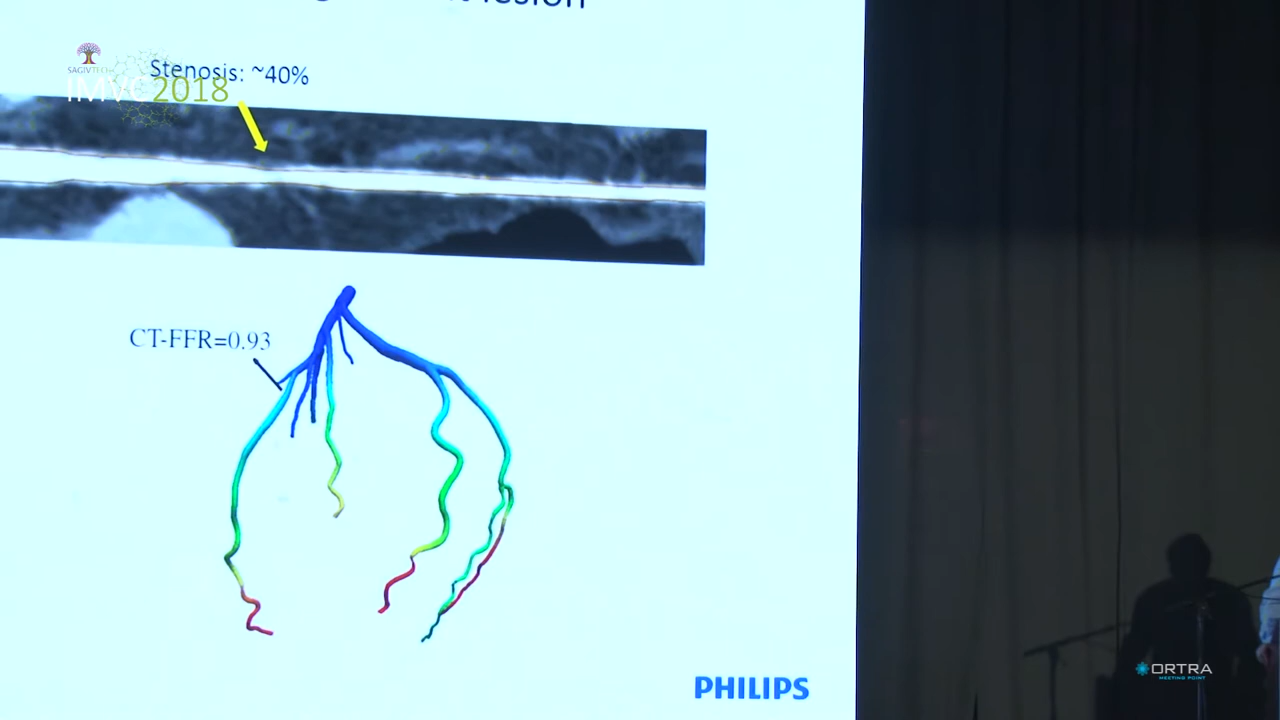 lesion
Stenosis: ~40%
SAGIVTECH
IMVC 2018
CT-FFR=0.93
PHILIPS
ORTRA
MEETING POINT